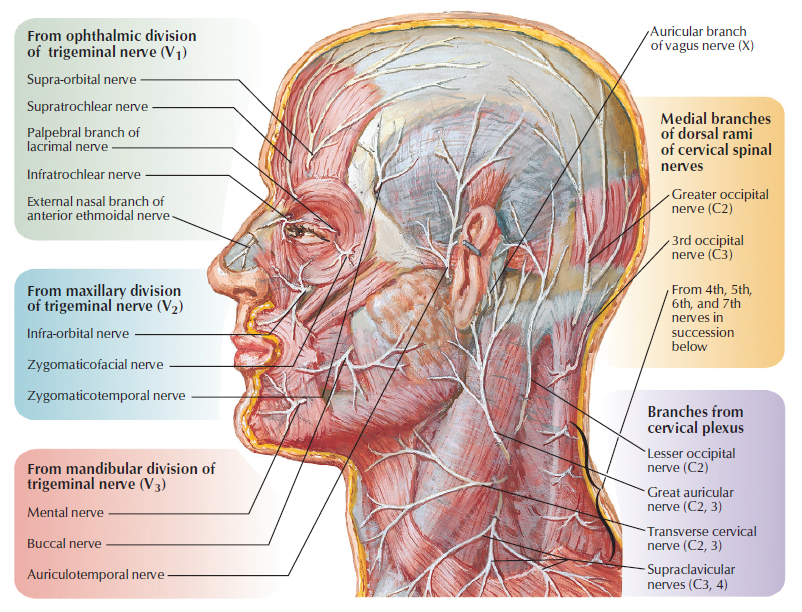 From ophthalmic division
of trigeminal nerve (V₁)
Supra-orbital nerve
Supratrochlear nerve
Palpebral branch of
lacrimal nerve
Infratrochlear nerve
External nasal branch of
anterior ethmoidal nerve
From maxillary division
of trigeminal nerve (V₂)
Infra-orbital nerve
Zygomaticofacial nerve
Zygomaticotemporal nerve
From mandibular division of
trigeminal nerve (V₃)
Mental nerve
Buccal nerve
Auriculotemporal nerve
Auricular branch
of vagus nerve (X)
Medial branches
of dorsal rami
of cervical spinal
nerves
Greater occipital
nerve (C2)
3rd occipital
nerve (C3)
From 4th, 5th,
6th, and 7th
nerves in
succession
below
Branches from
cervical plexus
Lesser occipital
nerve (C2)
Great auricular
nerve (C2, 3)
Transverse cervical
nerve (C2, 3)
Supraclavicular
nerves (C3, 4)